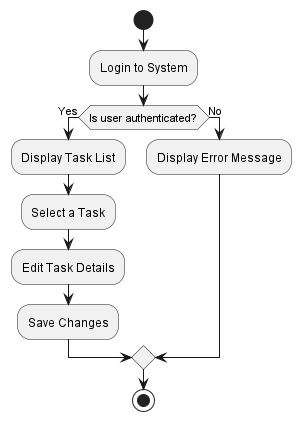 Login to System
Is user authenticated?
Yes
No
Display Task List
Display Error Message
Select a Task
Edit Task Details
Save Changes